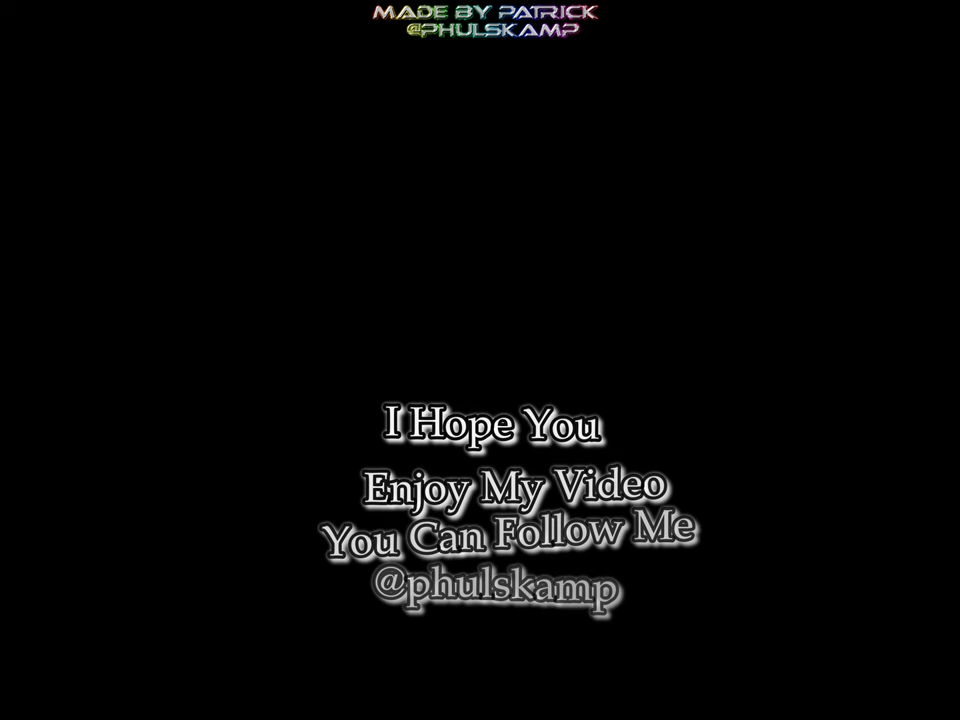 MADE BY PATRICK
@PHULSKAMP
I Hope You
Enjoy My Video
You Can Follow Me
@phulskamp